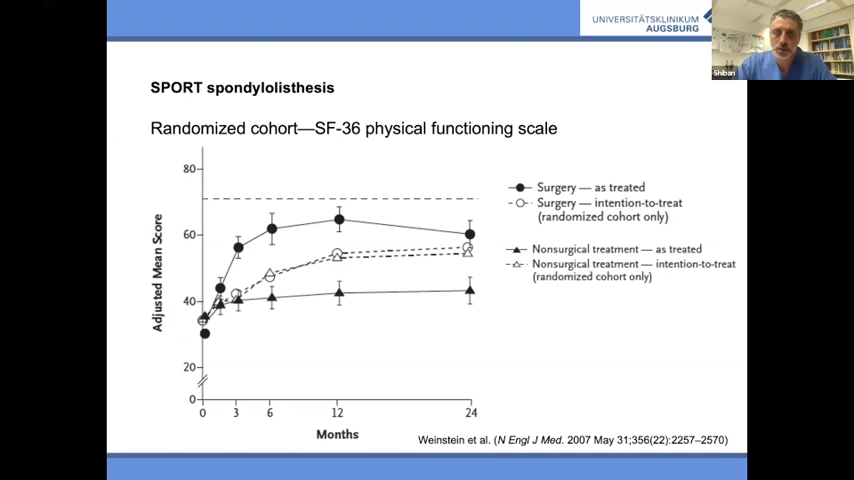 UNIVERSITÄTSKLINIKUM
AUGSBURG
Shiban
SPORT spondylolisthesis
Randomized cohort—SF-36 physical functioning scale
80
60
40
20
0
Adjusted Mean Score
0 3 6 12 24
Months
Surgery — as treated
Surgery — intention-to-treat
(randomized cohort only)
Nonsurgical treatment — as treated
Nonsurgical treatment — intention-to-treat
(randomized cohort only)
Weinstein et al. (N Engl J Med. 2007 May 31;356(22):2257–2570)